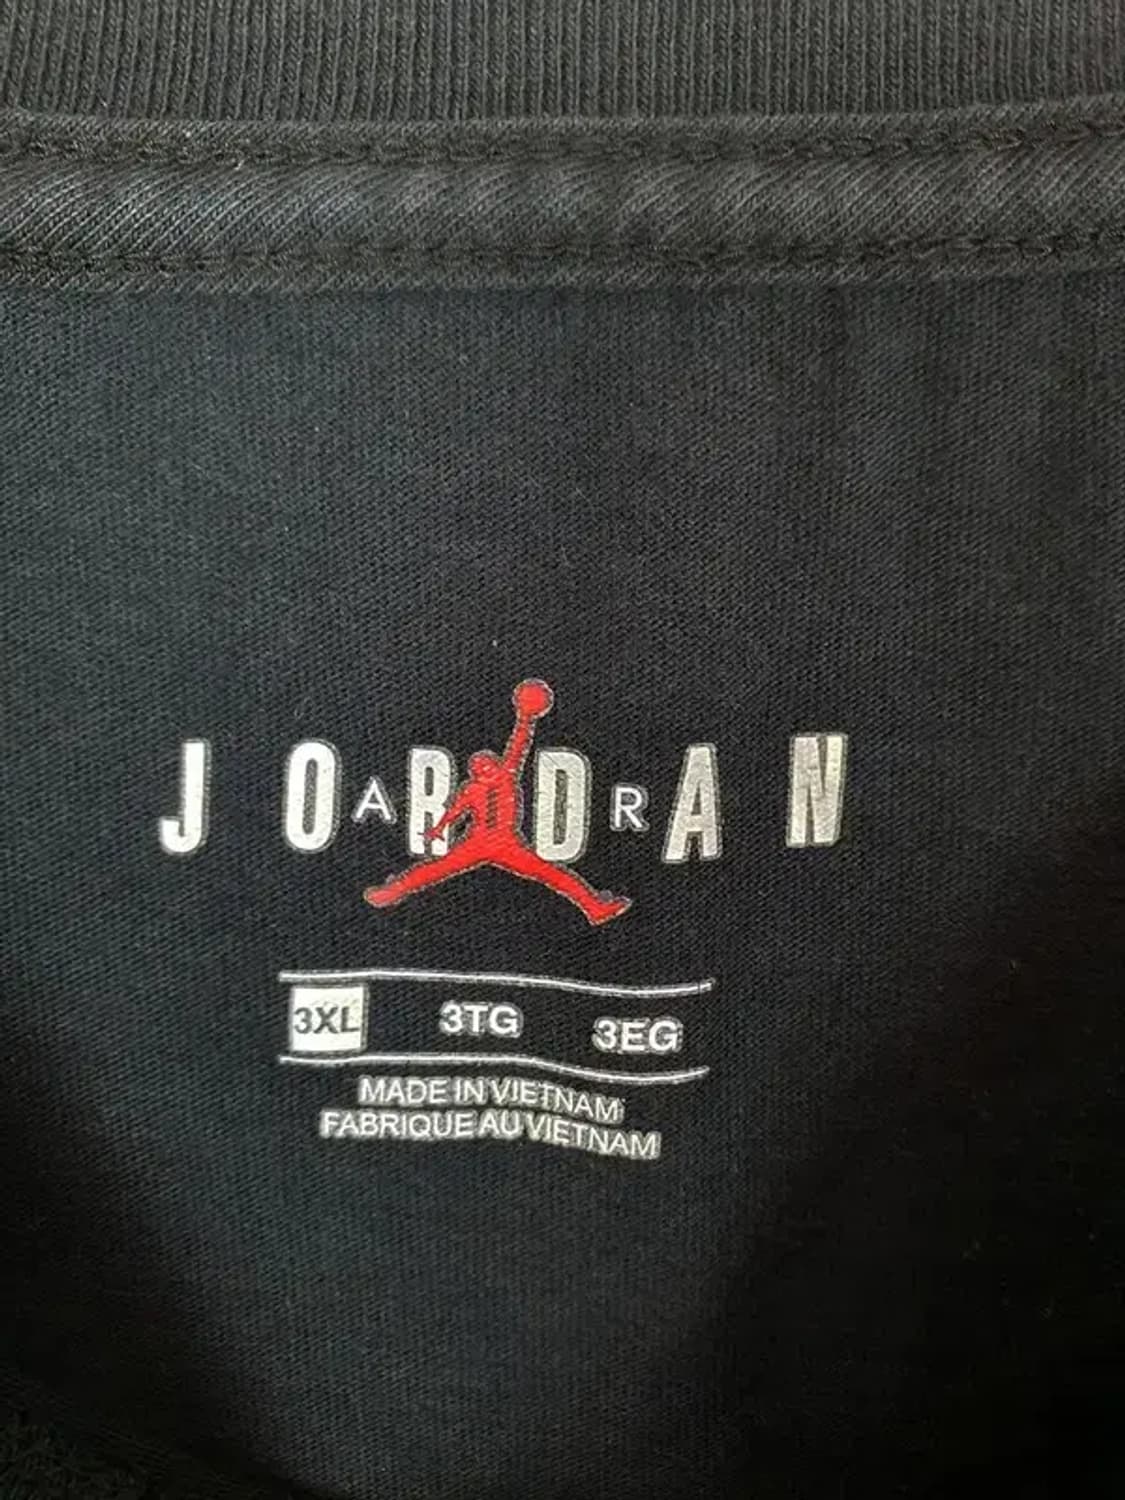 JORDAN
AIR
3XL 3TG 3EG
MADE IN VIETNAM
FABRIQUE AU VIETNAM